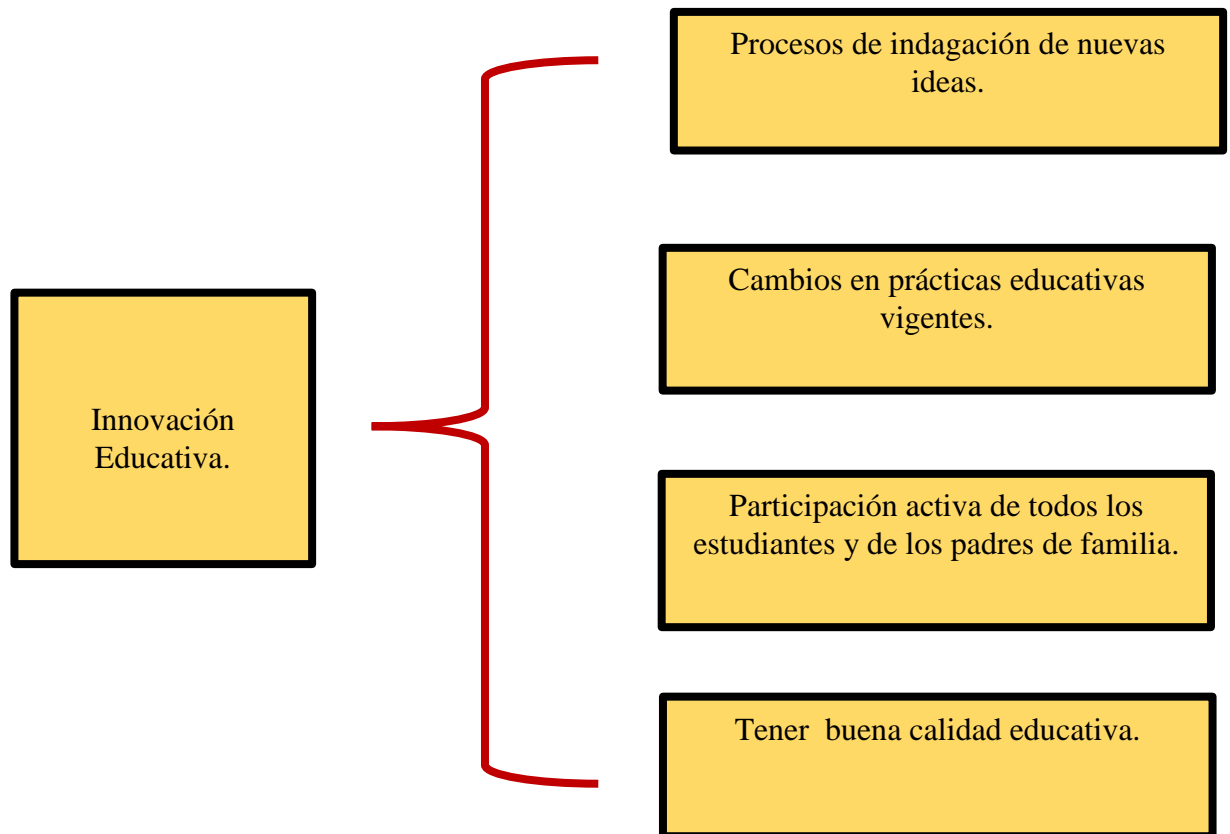 Procesos de indagación de nuevas
ideas.
Cambios en prácticas educativas
vigentes.
Innovación
Educativa.
Participación activa de todos los
estudiantes y de los padres de familia.
Tener  buena calidad educativa.